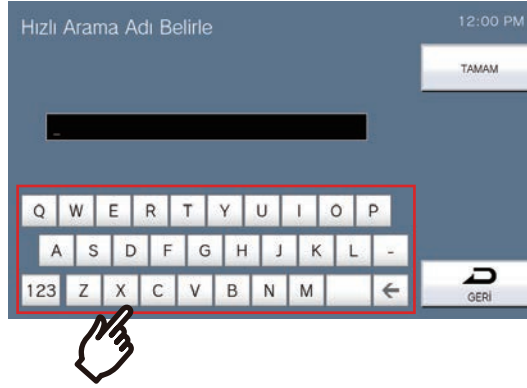 Hızlı Arama Adı Belirle
12:00 PM
TAMAM
_
Q W E R T Y U I O P
A S D F G H J K L -
123 Z X C V B N M ←
GERİ